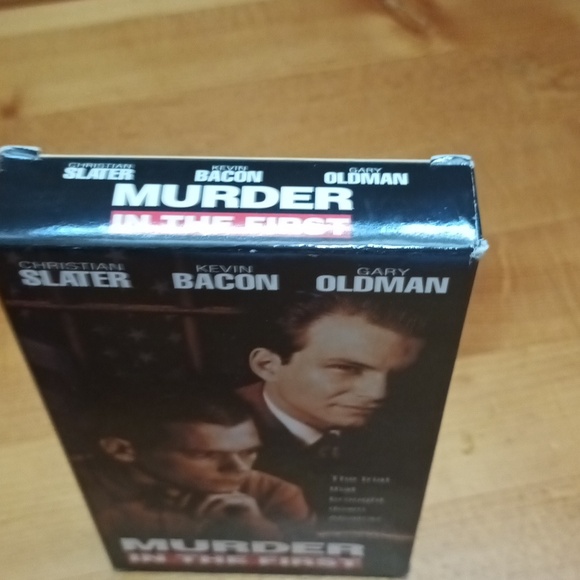 CHRISTIAN KEVIN GARY
SLATER BACON OLDMAN
MURDER
IN THE FIRST
CHRISTIAN KEVIN GARY
SLATER BACON OLDMAN
The trial
that
brought
down
MURDER
IN THE FIRST